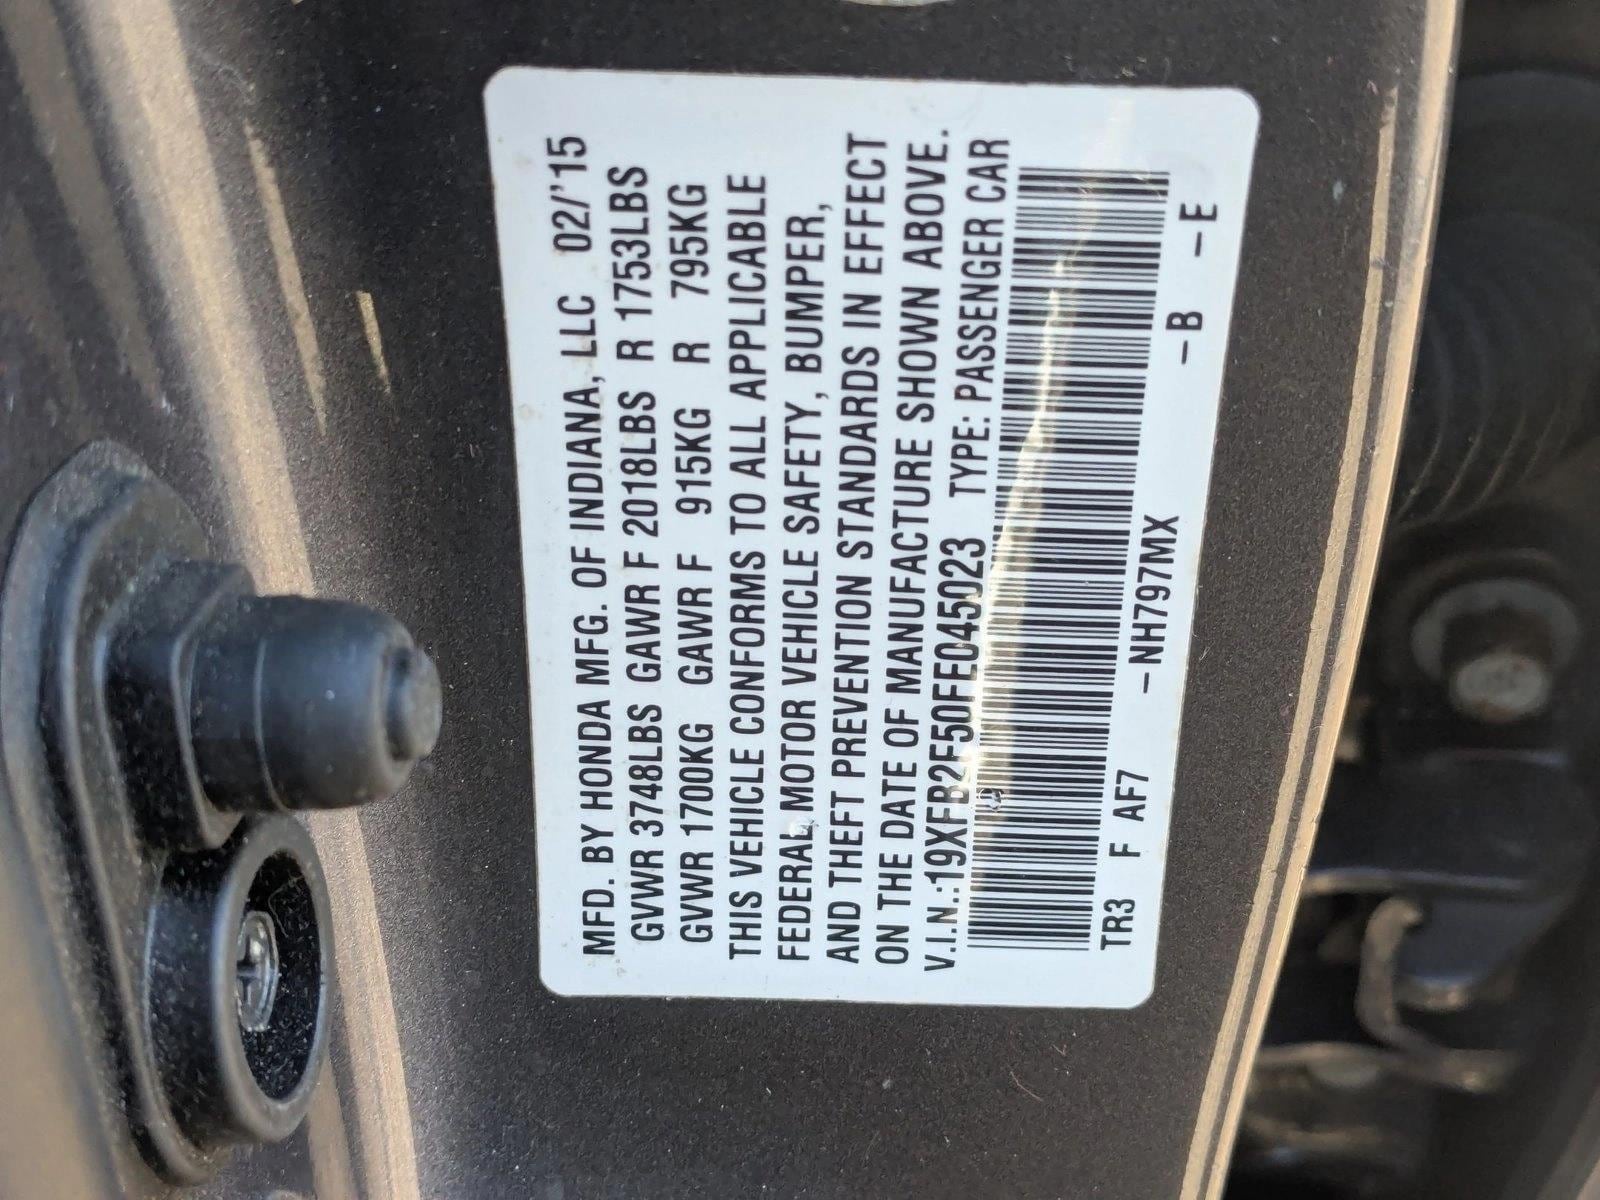 MFD. BY HONDA MFG. OF INDIANA, LLC 02/'15
GVWR 3748LBS GAWR F 2018LBS R 1753LBS
GVWR 1700KG GAWR F 915KG R 795KG
THIS VEHICLE CONFORMS TO ALL APPLICABLE
FEDERAL MOTOR VEHICLE SAFETY, BUMPER,
AND THEFT PREVENTION STANDARDS IN EFFECT
ON THE DATE OF MANUFACTURE SHOWN ABOVE.
V.I.N.:19XFB2F50FE045023 TYPE: PASSENGER CAR
TR3 F AF7 –NH797MX –B –E